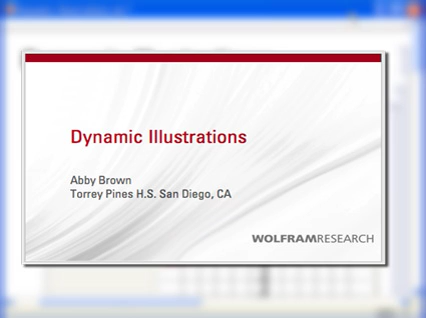 Dynamic Illustrations
Abby Brown
Torrey Pines H.S. San Diego, CA
WOLFRAMRESEARCH